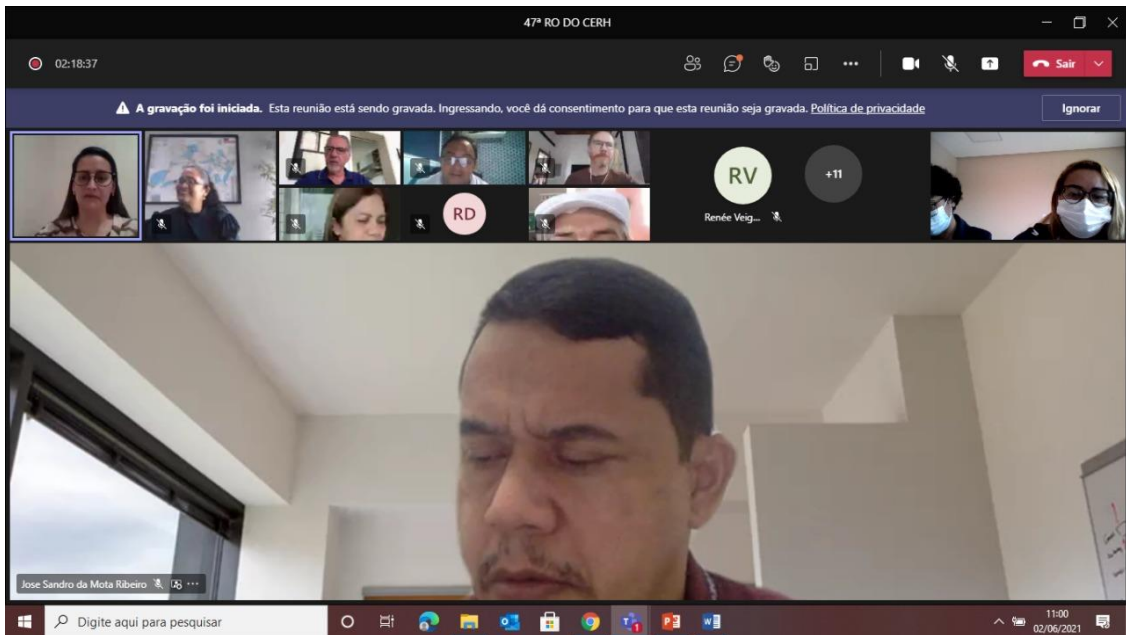 47ª RO DO CERH
02:18:37
Sair
A gravação foi iniciada. Esta reunião está sendo gravada. Ingressando, você dá consentimento para que esta reunião seja gravada. Política de privacidade
Ignorar
RV
+11
RD
Renée Veig...
Jose Sandro da Mota Ribeiro
Digite aqui para pesquisar
11:00
02/06/2021